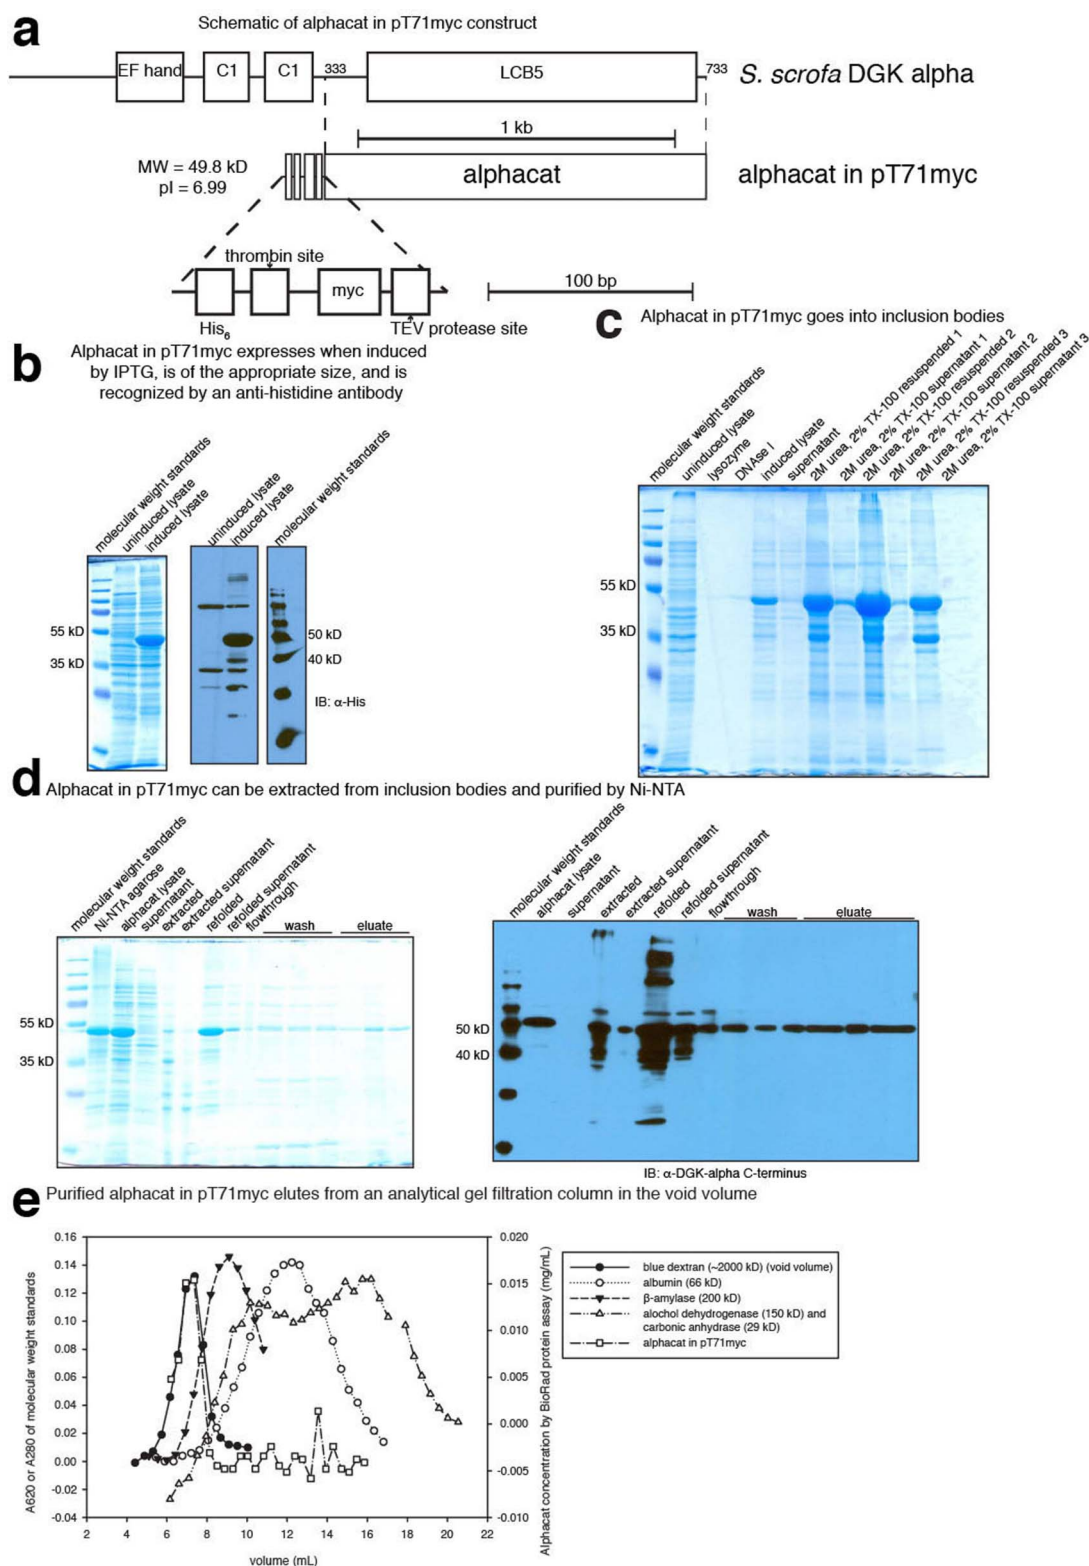 a
Schematic of alphacat in pT71myc construct
EF hand
C1
C1
333
LCB5
733
S. scrofa DGK alpha
1 kb
MW = 49.8 kD
pI = 6.99
alphacat
alphacat in pT71myc
thrombin site
myc
100 bp
His6
TEV protease site
b
Alphacat in pT71myc expresses when induced
by IPTG, is of the appropriate size, and is
recognized by an anti-histidine antibody
molecular weight standards
uninduced lysate
induced lysate
uninduced lysate
induced lysate
molecular weight standards
55 kD
35 kD
50 kD
40 kD
IB: α-His
c
Alphacat in pT71myc goes into inclusion bodies
molecular weight standards
uninduced lysate
lysozyme
DNAse I
induced lysate
supernatant
2M urea, 2% TX-100 resuspended 1
2M urea, 2% TX-100 supernatant 1
2M urea, 2% TX-100 resuspended 2
2M urea, 2% TX-100 supernatant 2
2M urea, 2% TX-100 resuspended 3
2M urea, 2% TX-100 supernatant 3
55 kD
35 kD
d
Alphacat in pT71myc can be extracted from inclusion bodies and purified by Ni-NTA
molecular weight standards
Ni-NTA agarose
alphacat lysate
supernatant
extracted
extracted supernatant
refolded
refolded supernatant
flowthrough
wash
eluate
55 kD
35 kD
molecular weight standards
alphacat lysate
supernatant
extracted
extracted supernatant
refolded
refolded supernatant
flowthrough
wash
eluate
50 kD
40 kD
IB: α-DGK-alpha C-terminus
e
Purified alphacat in pT71myc elutes from an analytical gel filtration column in the void volume
A620 or A280 of molecular weight standards
0.16
0.14
0.12
0.10
0.08
0.06
0.04
0.02
0.00
-0.02
-0.04
2 4 6 8 10 12 14 16 18 20 22
volume (mL)
0.020
0.015
0.010
0.005
0.000
-0.005
-0.010
Alphacat concentration by BioRad protein assay (mg/mL)
blue dextran (~2000 kD) (void volume)
albumin (66 kD)
β-amylase (200 kD)
alochol dehydrogenase (150 kD) and
carbonic anhydrase (29 kD)
alphacat in pT71myc